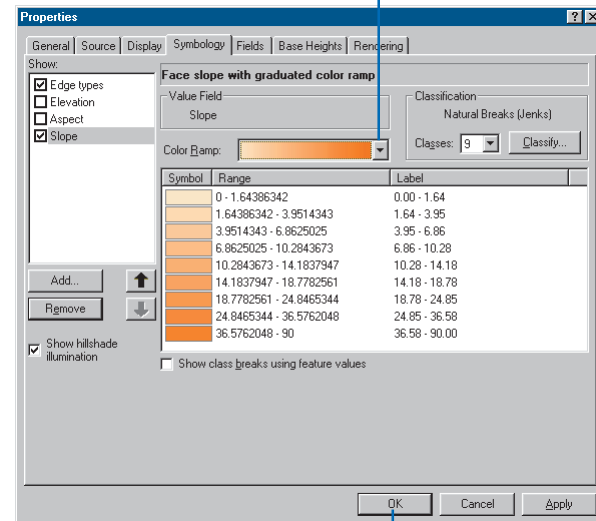 Properties
General Source Display Symbology Fields Base Heights Rendering
Show:
Edge types
Elevation
Aspect
Slope
Add...
Remove
Show hillshade
illumination
Face slope with graduated color ramp
Value Field
Slope
Classification
Natural Breaks (Jenks)
Classes: 9 Classify...
Color Ramp:
Symbol Range Label
0 - 1.64386342 0.00 - 1.64
1.64386342 - 3.9514343 1.64 - 3.95
3.9514343 - 6.8625025 3.95 - 6.86
6.8625025 - 10.2843673 6.86 - 10.28
10.2843673 - 14.1837947 10.28 - 14.18
14.1837947 - 18.7782561 14.18 - 18.78
18.7782561 - 24.8465344 18.78 - 24.85
24.8465344 - 36.5762048 24.85 - 36.58
36.5762048 - 90 36.58 - 90.00
Show class breaks using feature values
OK Cancel Apply